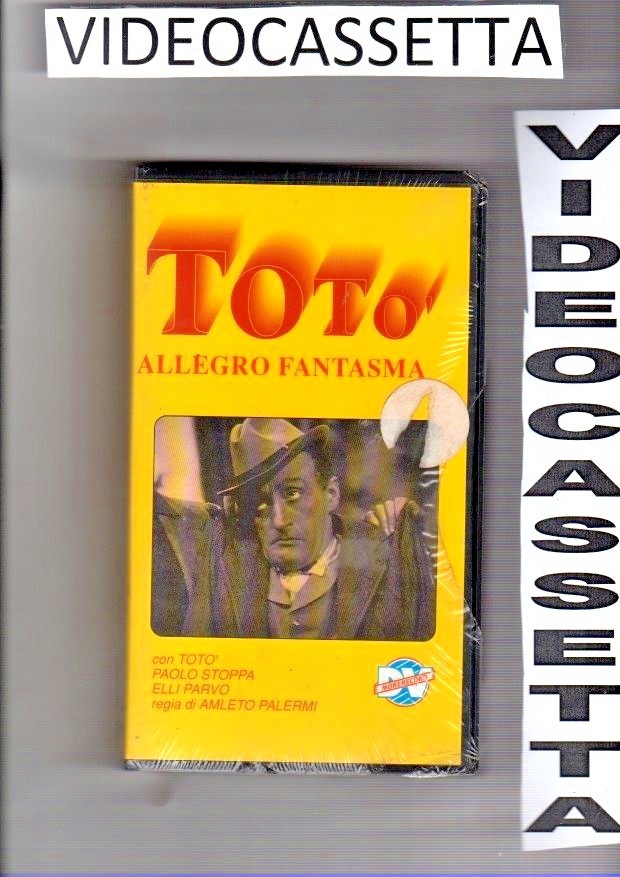 VIDEOCASSETTA
VIDEOCASSETTA
TOTO'
ALLEGRO FANTASMA
con TOTO'
PAOLO STOPPA
ELLI PARVO
regia di AMLETO PALERMI